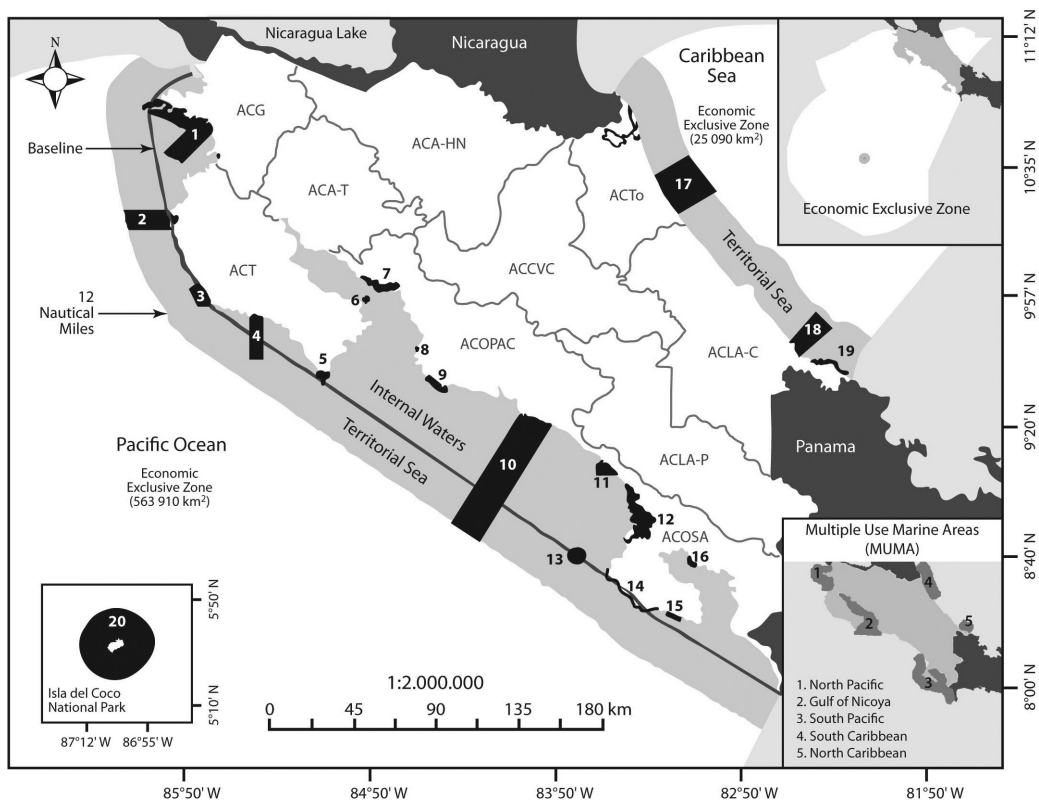 N
Nicaragua Lake
Nicaragua
Caribbean
Sea
Economic
Exclusive Zone
(25 090 km²)
Economic Exclusive Zone
11°12' N
10°35' N
9°57' N
9°20' N
8°40' N
8°00' N
ACG
ACA-HN
ACA-T
ACTo
ACT
ACCVC
ACOPAC
ACLA-C
ACLA-P
ACOSA
Baseline
12
Nautical
Miles
1
2
3
4
5
6
7
8
9
10
11
12
13
14
15
16
17
18
19
Territorial Sea
Internal Waters
Territorial Sea
Panama
Pacific Ocean
Economic
Exclusive Zone
(563 910 km²)
20
Isla del Coco
National Park
5°50' N
5°10' N
87°12' W
86°55' W
1:2.000.000
0
45
90
135
180 km
Multiple Use Marine Areas
(MUMA)
1
2
3
4
5
1. North Pacific
2. Gulf of Nicoya
3. South Pacific
4. South Caribbean
5. North Caribbean
85°50' W
84°50' W
83°50' W
82°50' W
81°50' W